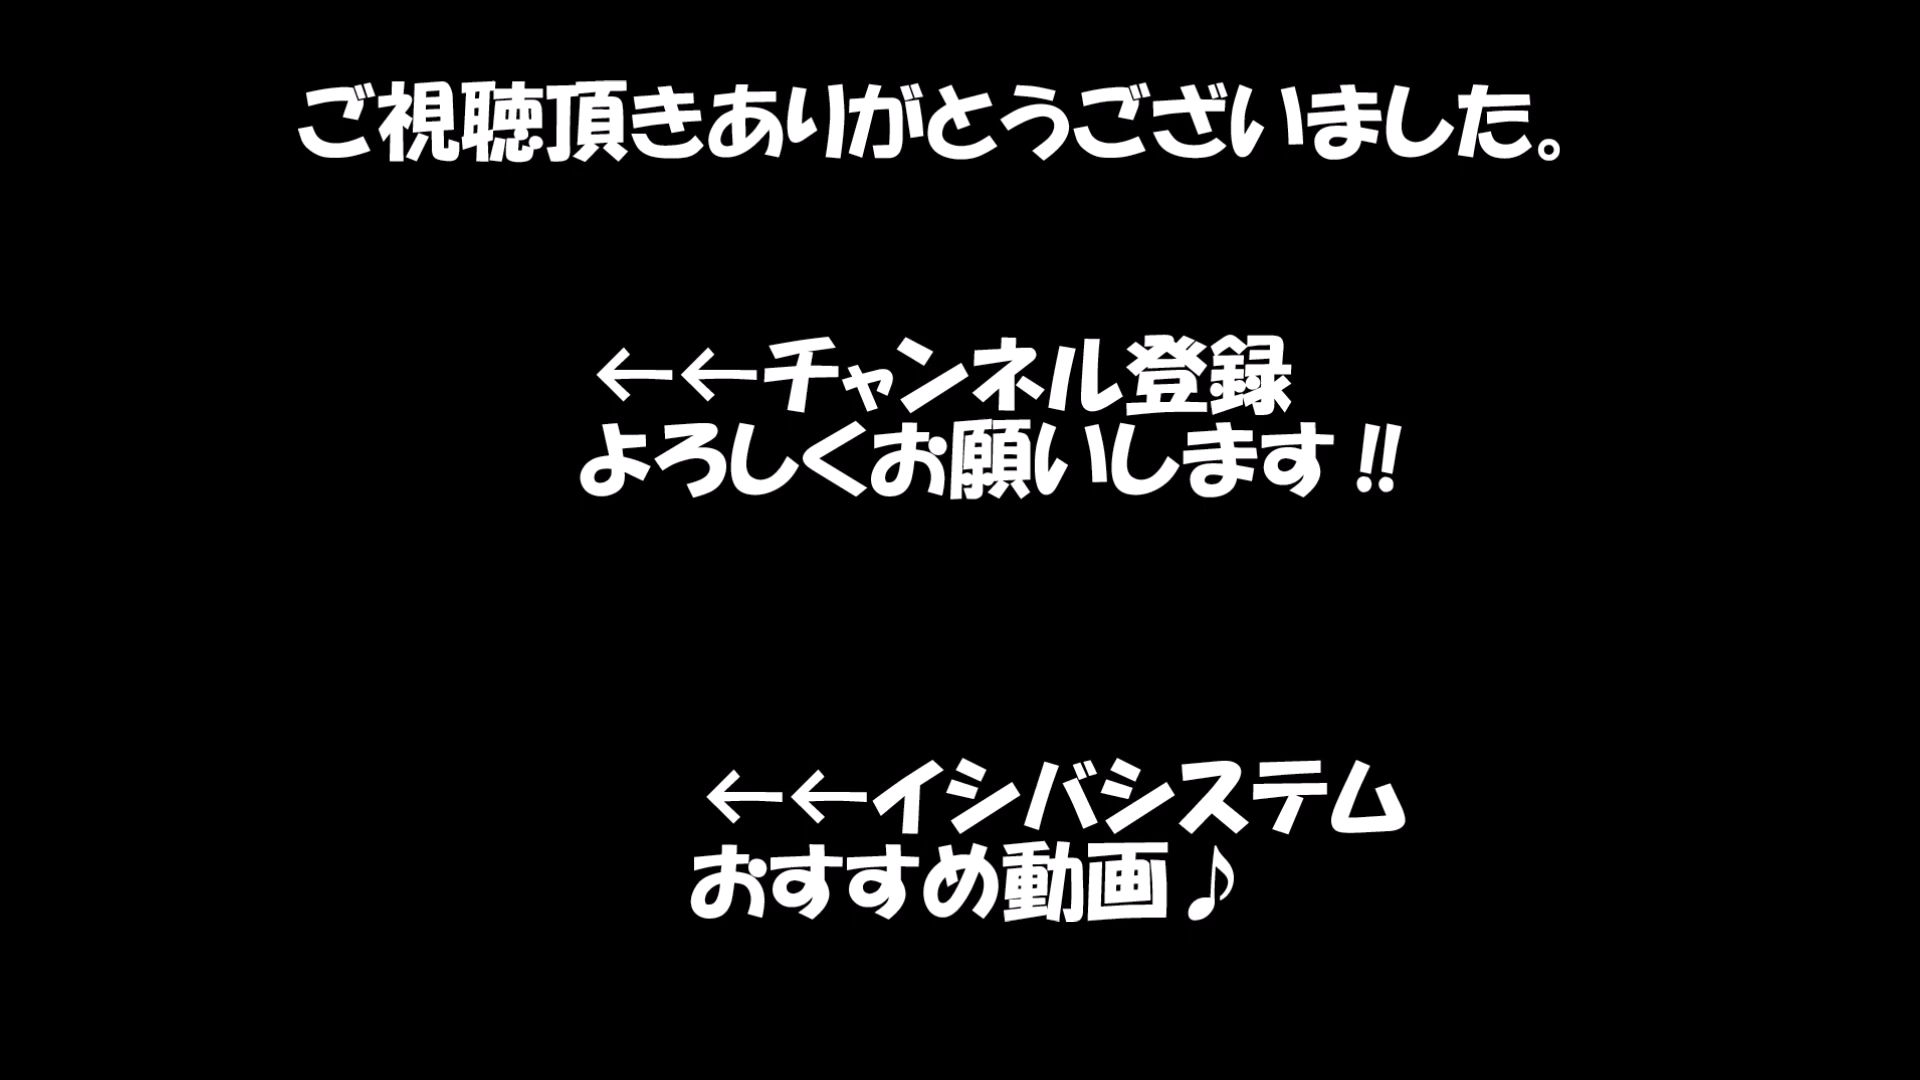 ご視聴頂きありがとうございました。
←←チャンネル登録
よろしくお願いします‼
←←イシバシステム
おすすめ動画♪